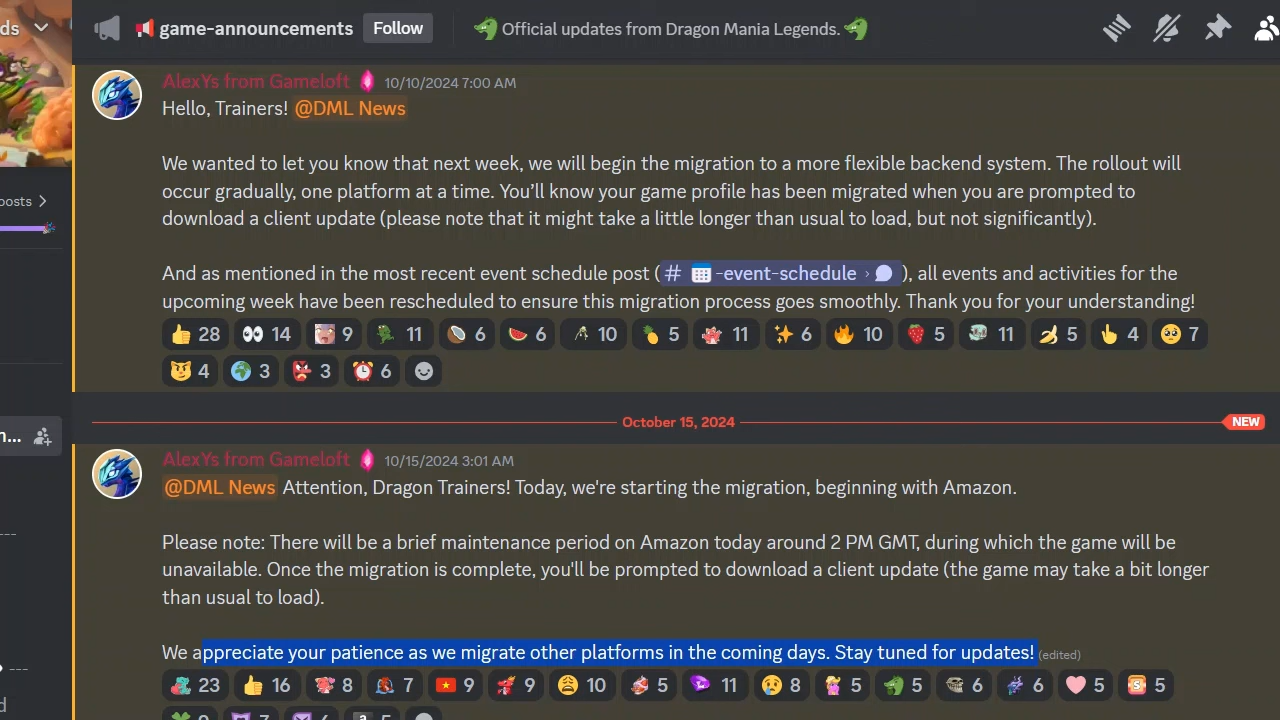 ds
game-announcements
Follow
Official updates from Dragon Mania Legends.
posts
n...
---
---
d
AlexYs from Gameloft 10/10/2024 7:00 AM
Hello, Trainers! @DML News
We wanted to let you know that next week, we will begin the migration to a more flexible backend system. The rollout will
occur gradually, one platform at a time. You'll know your game profile has been migrated when you are prompted to
download a client update (please note that it might take a little longer than usual to load, but not significantly).
And as mentioned in the most recent event schedule post (# -event-schedule › ), all events and activities for the
upcoming week have been rescheduled to ensure this migration process goes smoothly. Thank you for your understanding!
28 14 9 11 6 6 10 5 11 6 10 5 11 5 4 7
4 3 3 6
October 15, 2024 NEW
AlexYs from Gameloft 10/15/2024 3:01 AM
@DML News Attention, Dragon Trainers! Today, we're starting the migration, beginning with Amazon.
Please note: There will be a brief maintenance period on Amazon today around 2 PM GMT, during which the game will be
unavailable. Once the migration is complete, you'll be prompted to download a client update (the game may take a bit longer
than usual to load).
We appreciate your patience as we migrate other platforms in the coming days. Stay tuned for updates! (edited)
23 16 8 7 9 9 10 5 11 8 5 5 6 6 5 5